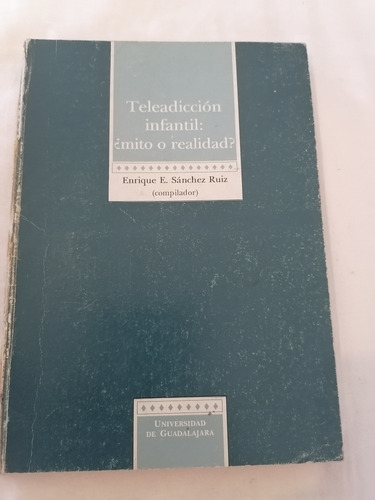 Teleadicción
infantil:
¿mito o realidad?
Enrique E. Sánchez Ruiz
(compilador)
UNIVERSIDAD
DE GUADALAJARA